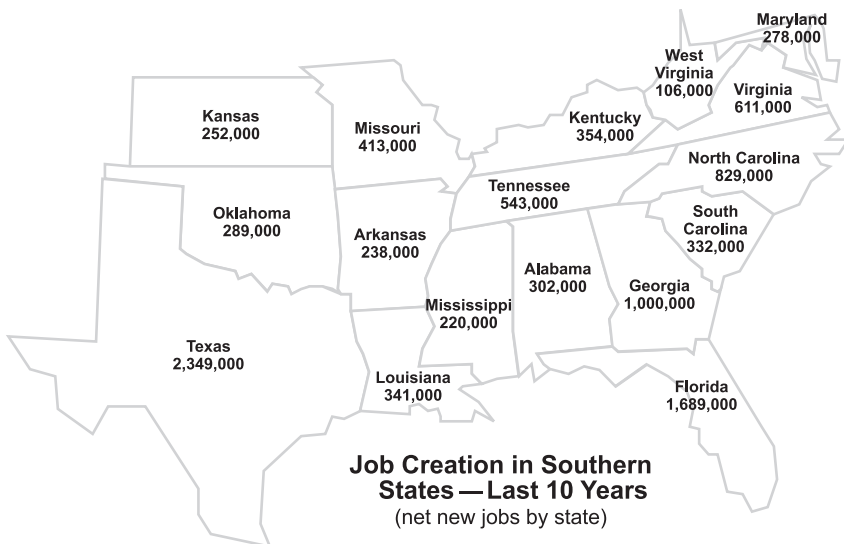 Maryland
278,000
West
Virginia
106,000
Virginia
611,000
Kansas
252,000
Missouri
413,000
Kentucky
354,000
North Carolina
829,000
Tennessee
543,000
Oklahoma
289,000
Arkansas
238,000
South
Carolina
332,000
Alabama
302,000
Georgia
1,000,000
Mississippi
220,000
Texas
2,349,000
Louisiana
341,000
Florida
1,689,000
Job Creation in Southern
States — Last 10 Years
(net new jobs by state)